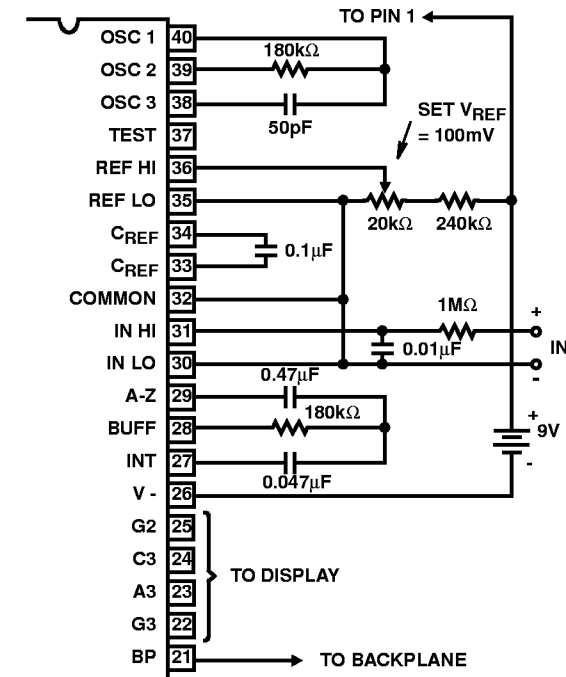 TO PIN 1
OSC 1 40
180kΩ
OSC 2 39
OSC 3 38
50pF
SET VREF
= 100mV
TEST 37
REF HI 36
REF LO 35
20kΩ 240kΩ
CREF 34
0.1µF
CREF 33
COMMON 32
1MΩ
+
IN HI 31
0.01µF
IN
IN LO 30
-
0.47µF
A-Z 29
180kΩ
BUFF 28
+
9V
-
INT 27
0.047µF
V - 26
G2 25
C3 24
TO DISPLAY
A3 23
G3 22
BP 21
TO BACKPLANE